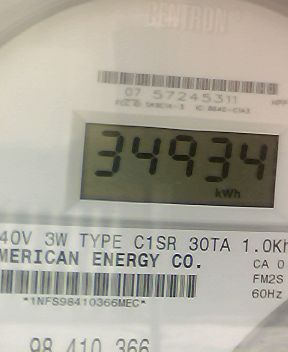 CENTRON
07 57245311
34934
kWh
40V 3W TYPE C1SR 30TA 1.0Kh
MERICAN ENERGY CO.
CA 0
FM2S
*1NFS98410366MEC*
60Hz
98 410 366